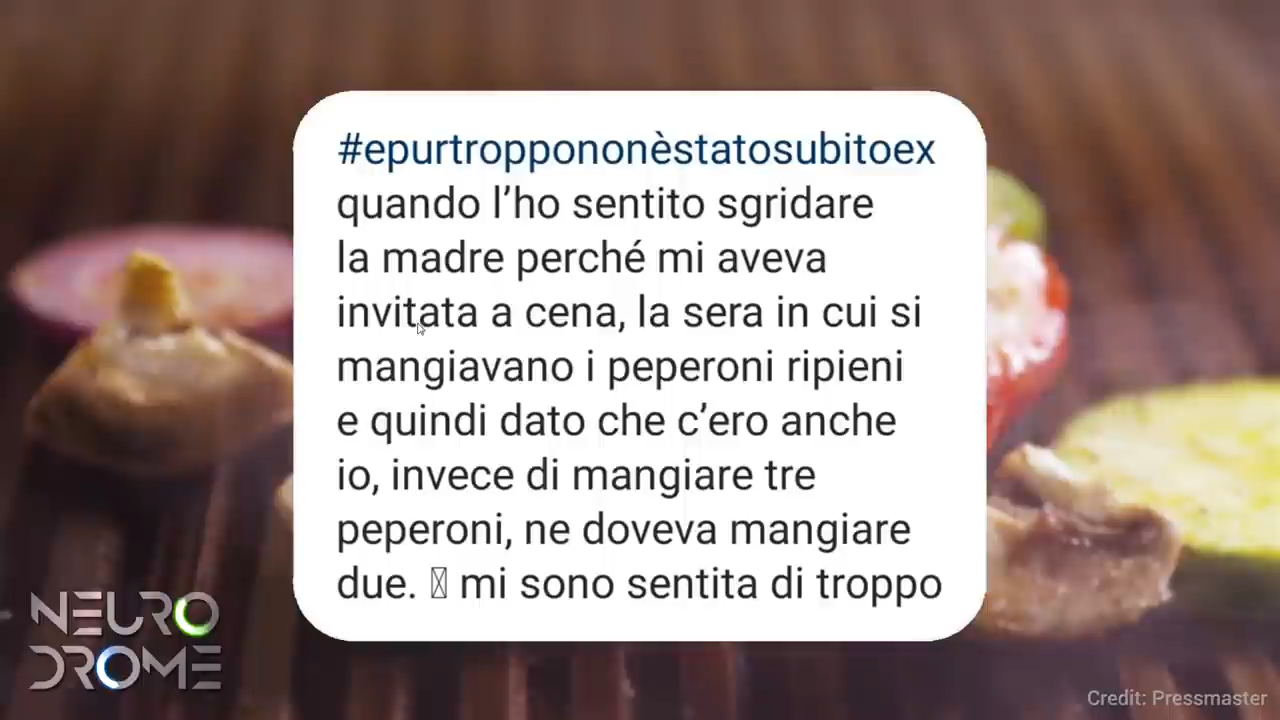 #epurtropponon​èstatosubitoex
quando l’ho sentito sgridare
la madre perché mi aveva
invitata a cena, la sera in cui si
mangiavano i peperoni ripieni
e quindi dato che c’ero anche
io, invece di mangiare tre
peperoni, ne doveva mangiare
due. mi sono sentita di troppo
NEURO
DROME
Credit: Pressmaster